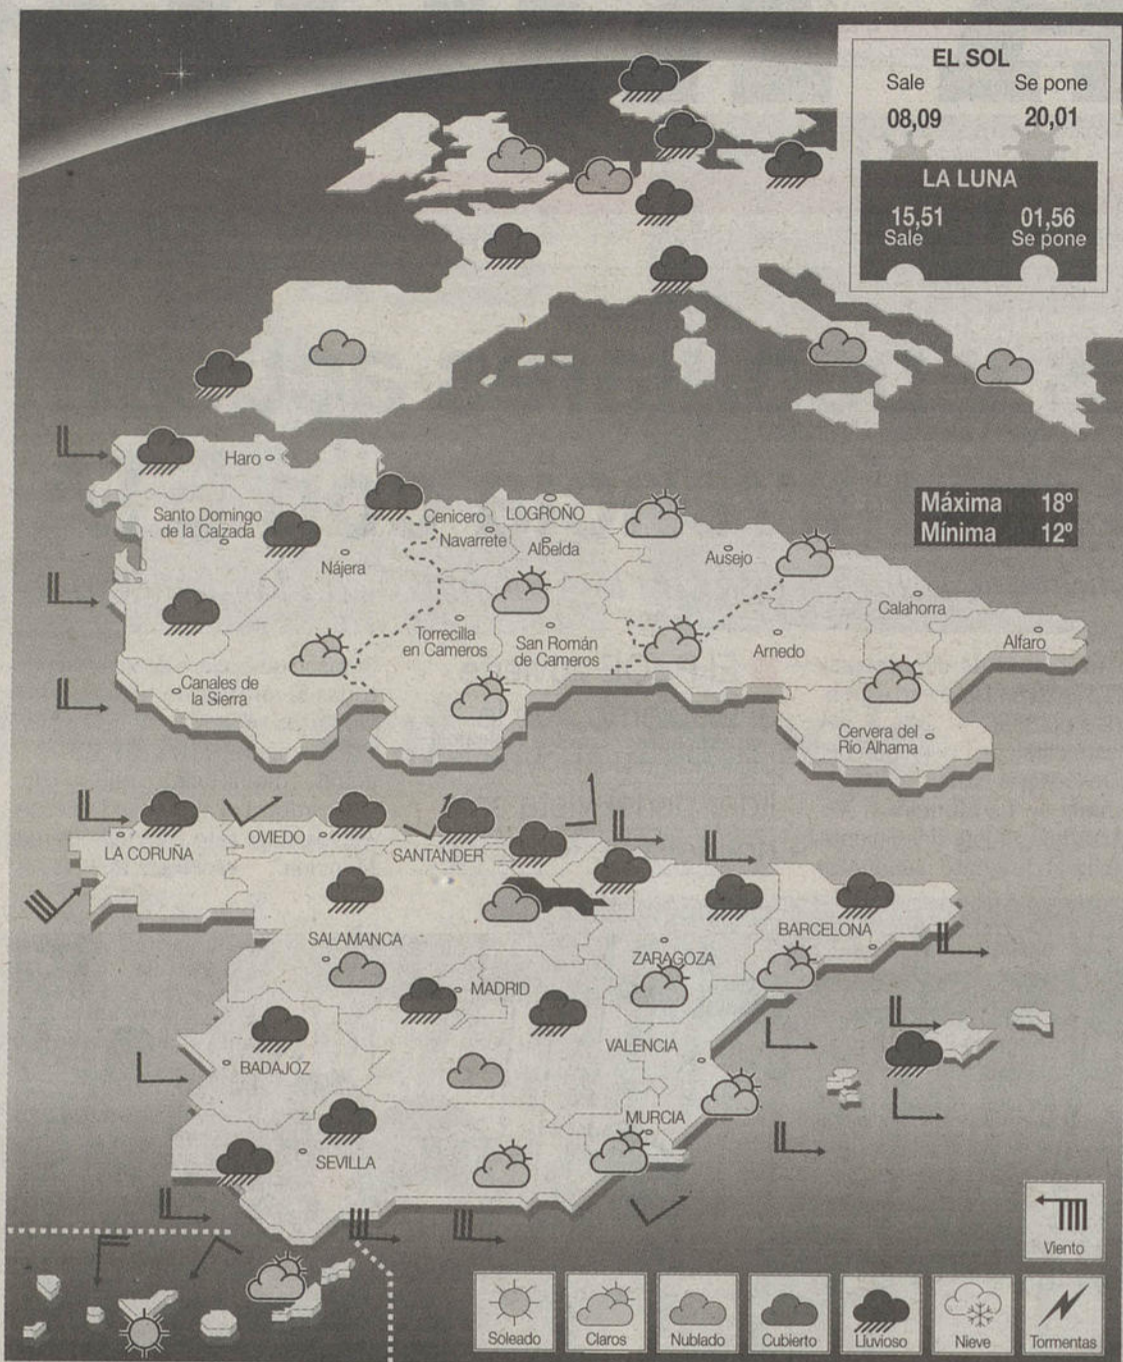 EL SOL
Sale Se pone
08,09 20,01
LA LUNA
15,51 01,56
Sale Se pone
Máxima 18º
Mínima 12º
Haro
Santo Domingo
de la Calzada
Cenicero
LOGROÑO
Navarrete
Albelda
Nájera
Ausejo
Calahorra
Torrecilla
en Cameros
San Román
de Cameros
Arnedo
Alfaro
Canales de
la Sierra
Cervera del
Río Alhama
LA CORUÑA
OVIEDO
SANTANDER
SALAMANCA
ZARAGOZA
BARCELONA
MADRID
VALENCIA
BADAJOZ
MURCIA
SEVILLA
Viento
Soleado
Claros
Nublado
Cubierto
Lluvioso
Nieve
Tormentas